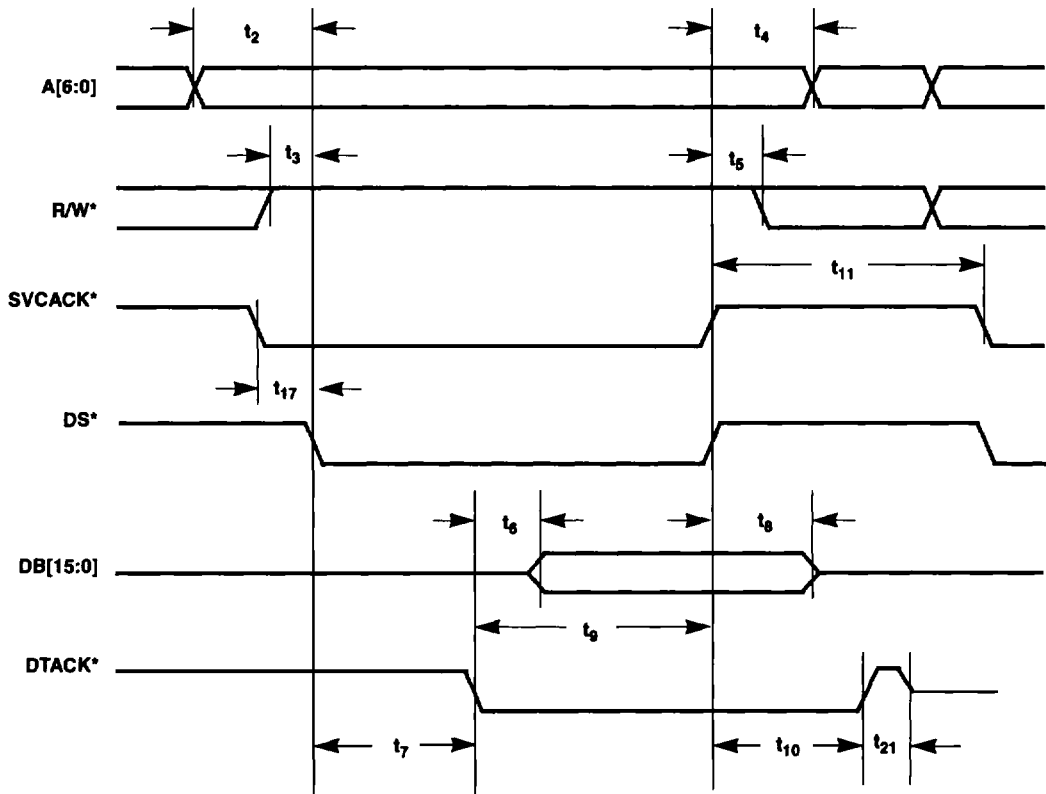 t2
t4
A[6:0]
t3
t5
R/W*
t11
SVCACK*
t17
DS*
t6
t8
DB[15:0]
t9
DTACK*
t7
t10
t21